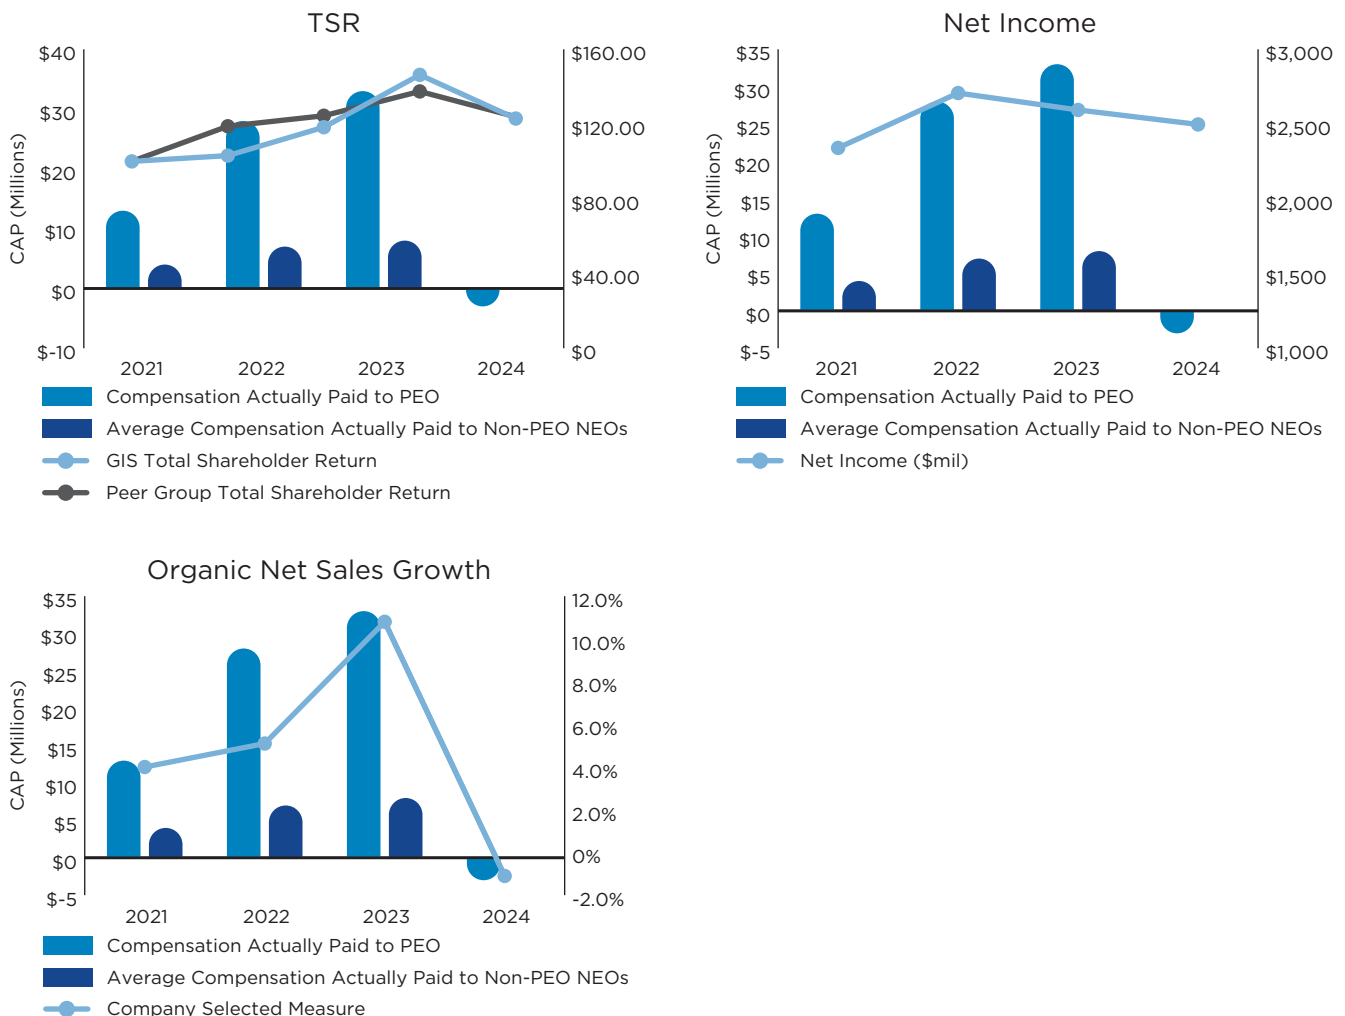 TSR
$40
$30
$20
$10
$0
$-10
CAP (Millions)
$160.00
$120.00
$80.00
$40.00
$0
2021 2022 2023 2024
Compensation Actually Paid to PEO
Average Compensation Actually Paid to Non-PEO NEOs
GIS Total Shareholder Return
Peer Group Total Shareholder Return
Net Income
$35
$30
$25
$20
$15
$10
$5
$0
$-5
CAP (Millions)
$3,000
$2,500
$2,000
$1,500
$1,000
2021 2022 2023 2024
Compensation Actually Paid to PEO
Average Compensation Actually Paid to Non-PEO NEOs
Net Income ($mil)
Organic Net Sales Growth
$35
$30
$25
$20
$15
$10
$5
$0
$-5
CAP (Millions)
12.0%
10.0%
8.0%
6.0%
4.0%
2.0%
0%
-2.0%
2021 2022 2023 2024
Compensation Actually Paid to PEO
Average Compensation Actually Paid to Non-PEO NEOs
Company Selected Measure